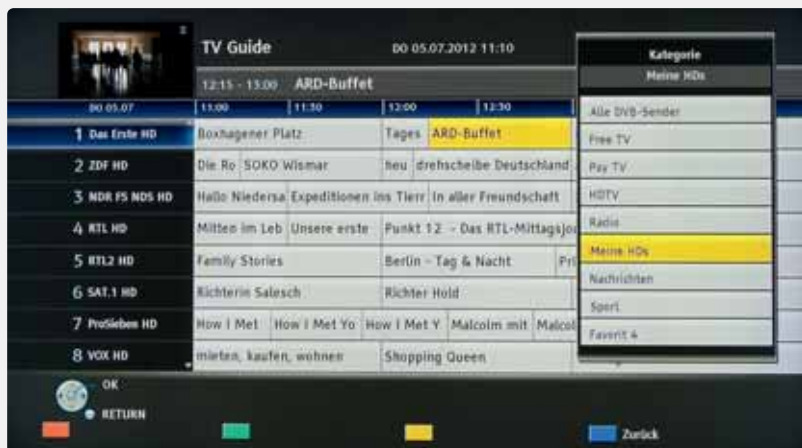 TV Guide
DO 05.07.2012 11:10
12:15 - 13:00 ARD-Buffet
DO 05.07 11:00 11:30 12:00 12:30
1 Das Erste HD Boxhagener Platz Tages ARD-Buffet
2 ZDF HD Die Ro SOKO Wismar heu drehscheibe Deutschland
3 NDR FS NDS HD Hallo Niedersa Expeditionen ins Tierr In aller Freundschaft
4 RTL HD Mitten im Leb Unsere erste Punkt 12 - Das RTL-Mittagsjou
5 RTL2 HD Family Stories Berlin - Tag & Nacht Pri
6 SAT.1 HD Richterin Salesch Richter Hold
7 ProSieben HD How I Met How I Met Yo How I Met Y Malcolm mit Malcol
8 VOX HD mieten, kaufen, wohnen Shopping Queen
Kategorie
Meine HDs
Alle DVB-Sender
Free TV
Pay TV
HDTV
Radio
Meine HDs
Nachrichten
Sport
Favorit 4
OK
RETURN
Zurück